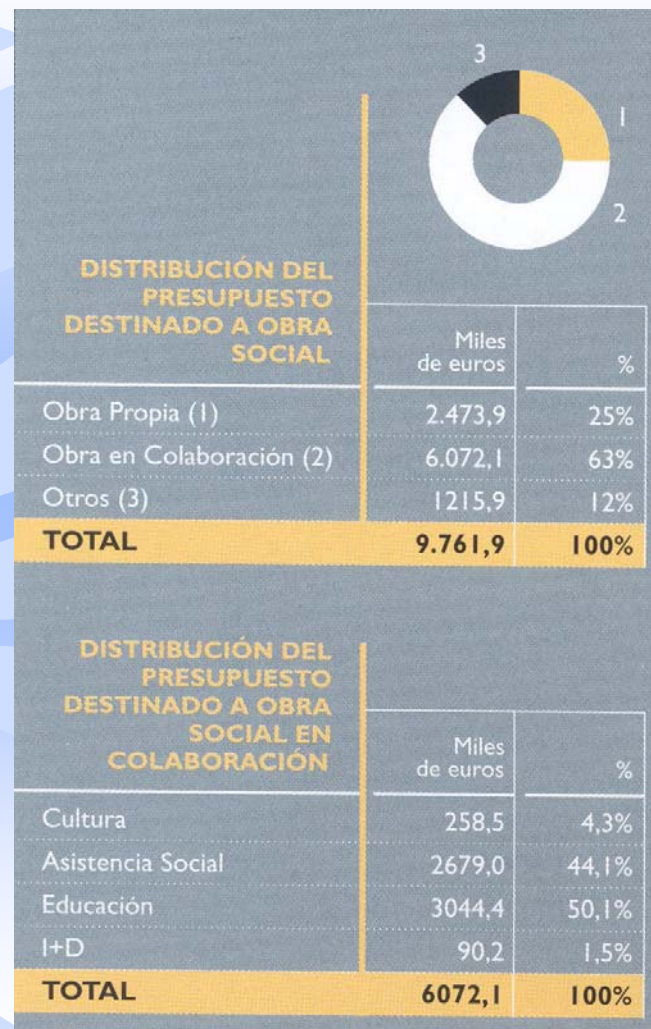 3
1
2
DISTRIBUCIÓN DEL
PRESUPUESTO
DESTINADO A OBRA
SOCIAL
Miles
de euros
%
Obra Propia (1) 2.473,9 25%
Obra en Colaboración (2) 6.072,1 63%
Otros (3) 1215,9 12%
TOTAL 9.761,9 100%
DISTRIBUCIÓN DEL
PRESUPUESTO
DESTINADO A OBRA
SOCIAL EN
COLABORACIÓN
Miles
de euros
%
Cultura 258,5 4,3%
Asistencia Social 2679,0 44,1%
Educación 3044,4 50,1%
I+D 90,2 1,5%
TOTAL 6072,1 100%